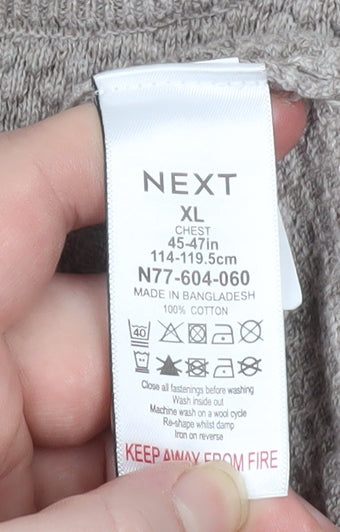 NEXT
XL
CHEST
45-47in
114-119.5cm
N77-604-060
MADE IN BANGLADESH
100% COTTON
40
Close all fastenings before washing
Wash inside out
Machine wash on a wool cycle
Re-shape whilst damp
Iron on reverse
KEEP AWAY FROM FIRE